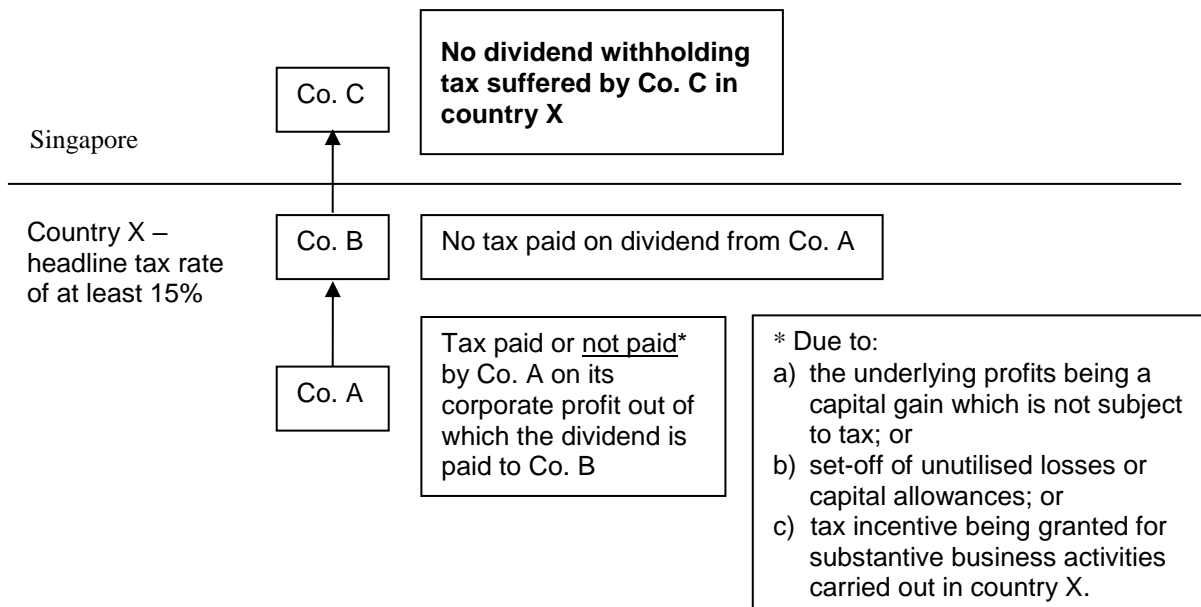 No dividend withholding
tax suffered by Co. C in
country X
Co. C
Singapore
Country X –
headline tax rate
of at least 15%
Co. B
No tax paid on dividend from Co. A
Co. A
Tax paid or not paid*
by Co. A on its
corporate profit out of
which the dividend is
paid to Co. B
* Due to:
a) the underlying profits being a
capital gain which is not subject
to tax; or
b) set-off of unutilised losses or
capital allowances; or
c) tax incentive being granted for
substantive business activities
carried out in country X.